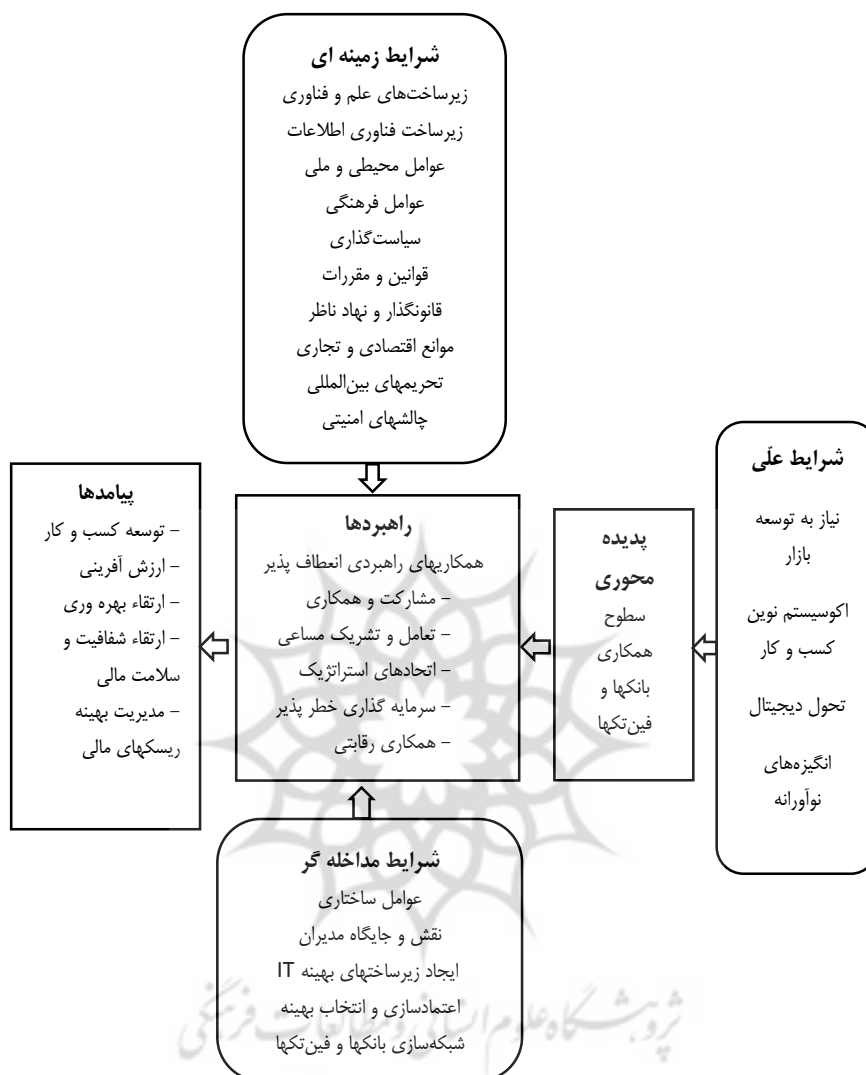 شرایط زمینه ای
زیرساخت‌های علم و فناوری
زیرساخت فناوری اطلاعات
عوامل محیطی و ملی
عوامل فرهنگی
سیاست‌گذاری
قوانین و مقررات
قانونگذار و نهاد ناظر
موانع اقتصادی و تجاری
تحریمهای بین‌المللی
چالشهای امنیتی
شرایط علّی
نیاز به توسعه
بازار
اکوسیستم نوین
کسب و کار
تحول دیجیتال
انگیزه‌های
نوآورانه
پدیده
محوری
سطوح
همکاری
بانکها و
فین‌تکها
راهبردها
همکاریهای راهبردی انعطاف پذیر
– مشارکت و همکاری
– تعامل و تشریک مساعی
– اتحادهای استراتژیک
– سرمایه گذاری خطر پذیر
– همکاری رقابتی
پیامدها
– توسعه کسب و کار
– ارزش آفرینی
– ارتقاء بهره وری
– ارتقاء شفافیت و
سلامت مالی
– مدیریت بهینه
ریسکهای مالی
شرایط مداخله گر
عوامل ساختاری
نقش و جایگاه مدیران
ایجاد زیرساختهای بهینه IT
اعتمادسازی و انتخاب بهینه
شبکه‌سازی بانکها و فین‌تکها
پژوهشگاه علوم انسانی و مطالعات فرهنگی